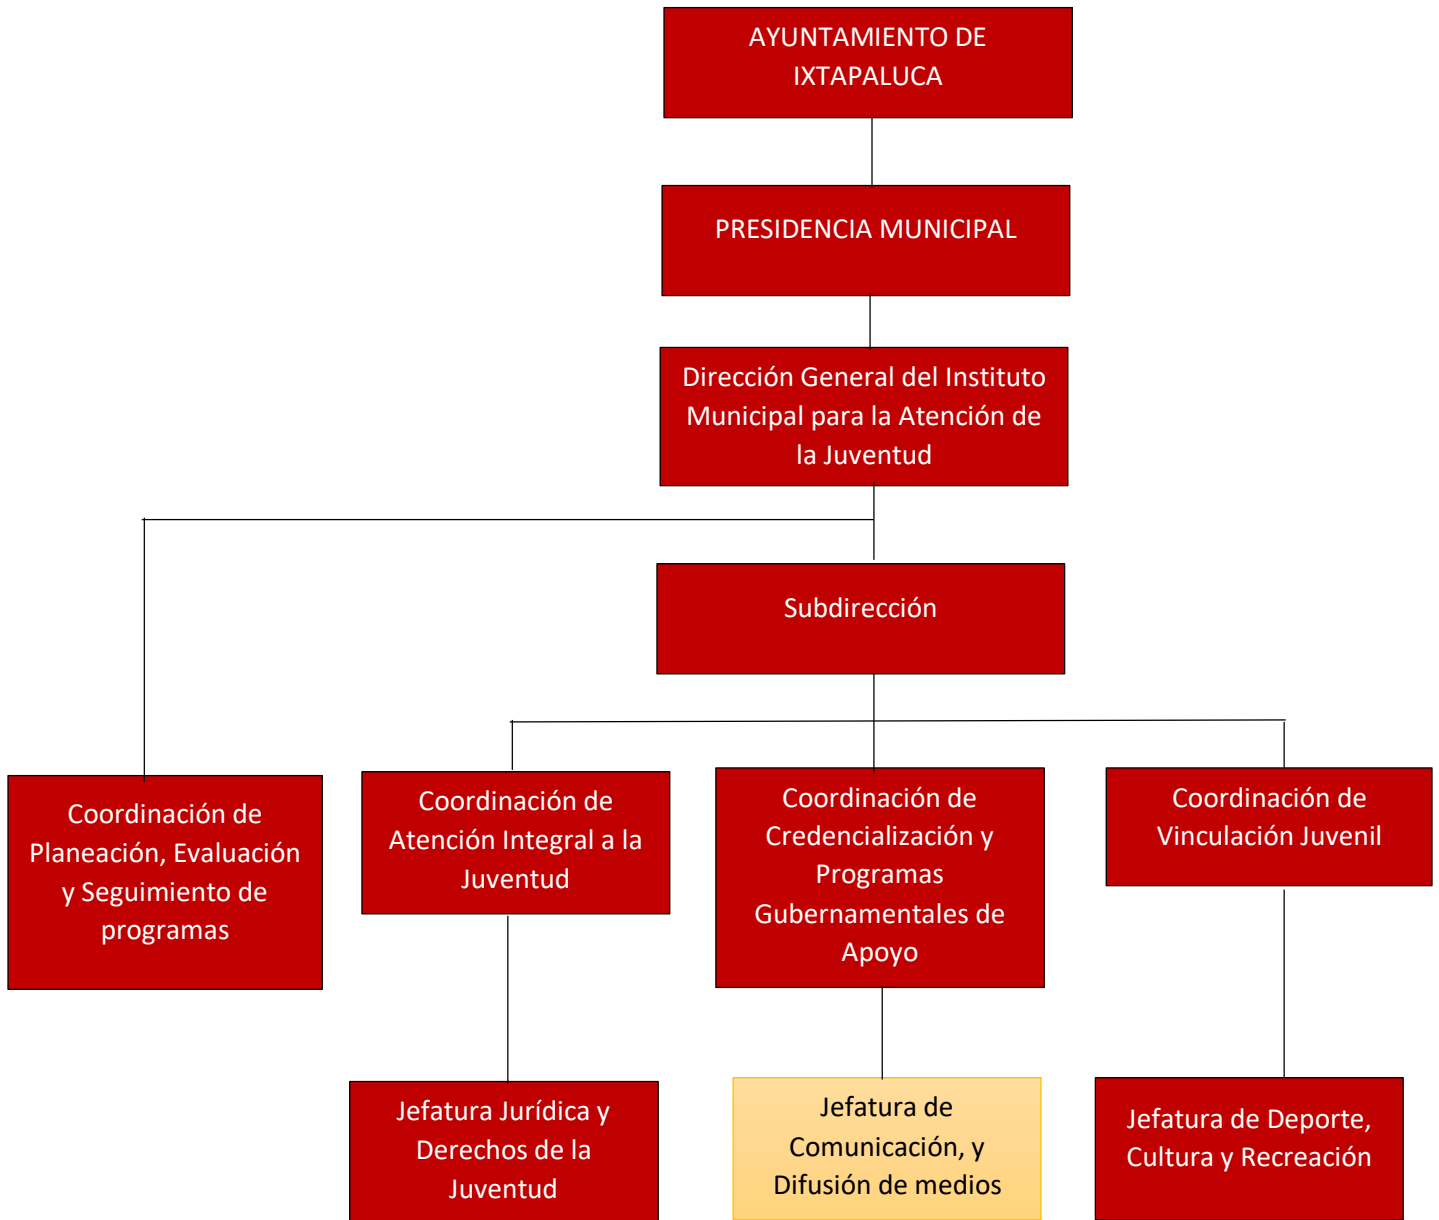 AYUNTAMIENTO DE
IXTAPALUCA
PRESIDENCIA MUNICIPAL
Dirección General del Instituto
Municipal para la Atención de
la Juventud
Subdirección
Coordinación de
Planeación, Evaluación
y Seguimiento de
programas
Coordinación de
Atención Integral a la
Juventud
Coordinación de
Credencialización y
Programas
Gubernamentales de
Apoyo
Coordinación de
Vinculación Juvenil
Jefatura Jurídica y
Derechos de la
Juventud
Jefatura de
Comunicación, y
Difusión de medios
Jefatura de Deporte,
Cultura y Recreación